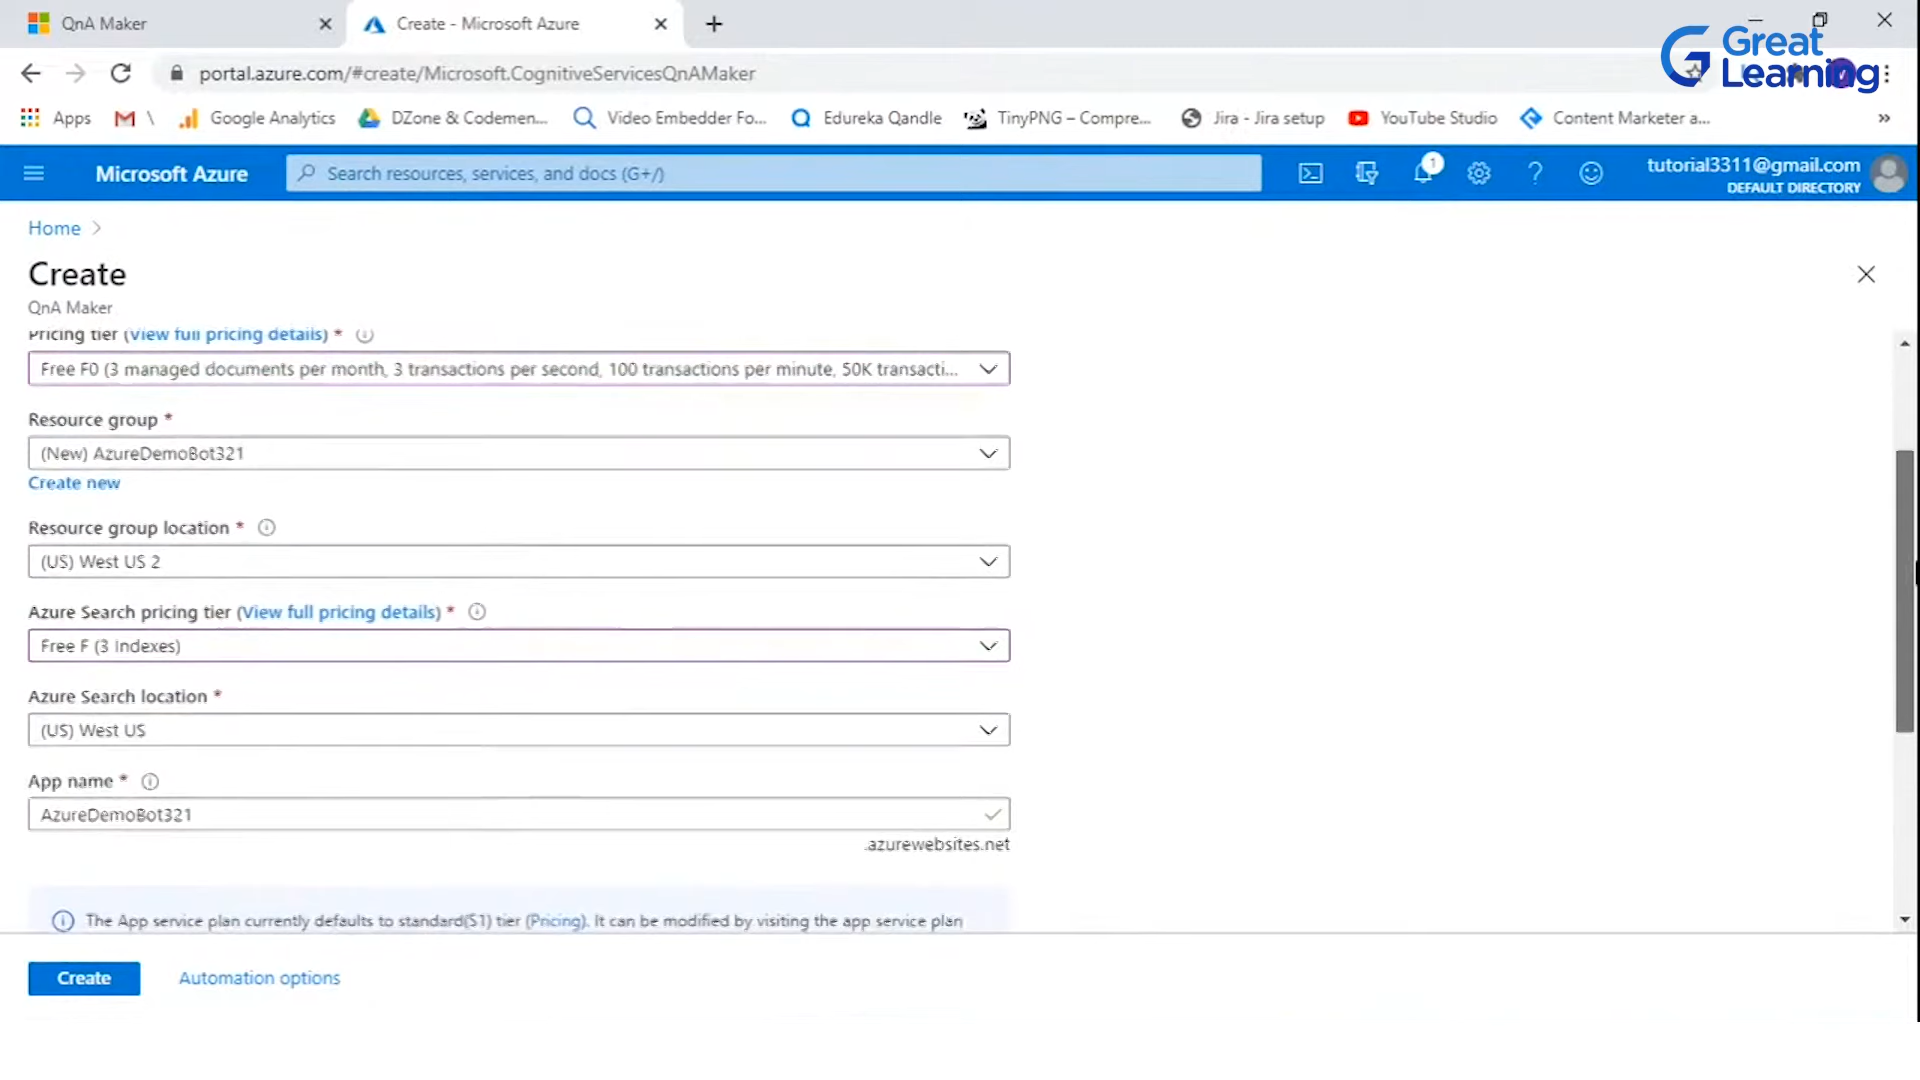 QnA Maker
Create - Microsoft Azure
Great Learning
portal.azure.com/#create/Microsoft.CognitiveServicesQnAMaker
Apps
Google Analytics
DZone & Codemen...
Video Embedder Fo...
Edureka Qandle
TinyPNG – Compre...
Jira - Jira setup
YouTube Studio
Content Marketer a...
»
Microsoft Azure
Search resources, services, and docs (G+/)
1
tutorial3311@gmail.com
DEFAULT DIRECTORY
Home >
Create
QnA Maker
Pricing tier (View full pricing details) *
Free F0 (3 managed documents per month, 3 transactions per second, 100 transactions per minute, 50K transacti...
Resource group *
(New) AzureDemoBot321
Create new
Resource group location *
(US) West US 2
Azure Search pricing tier (View full pricing details) *
Free F (3 Indexes)
Azure Search location *
(US) West US
App name *
AzureDemoBot321
.azurewebsites.net
The App service plan currently defaults to standard(S1) tier (Pricing). It can be modified by visiting the app service plan
Create
Automation options